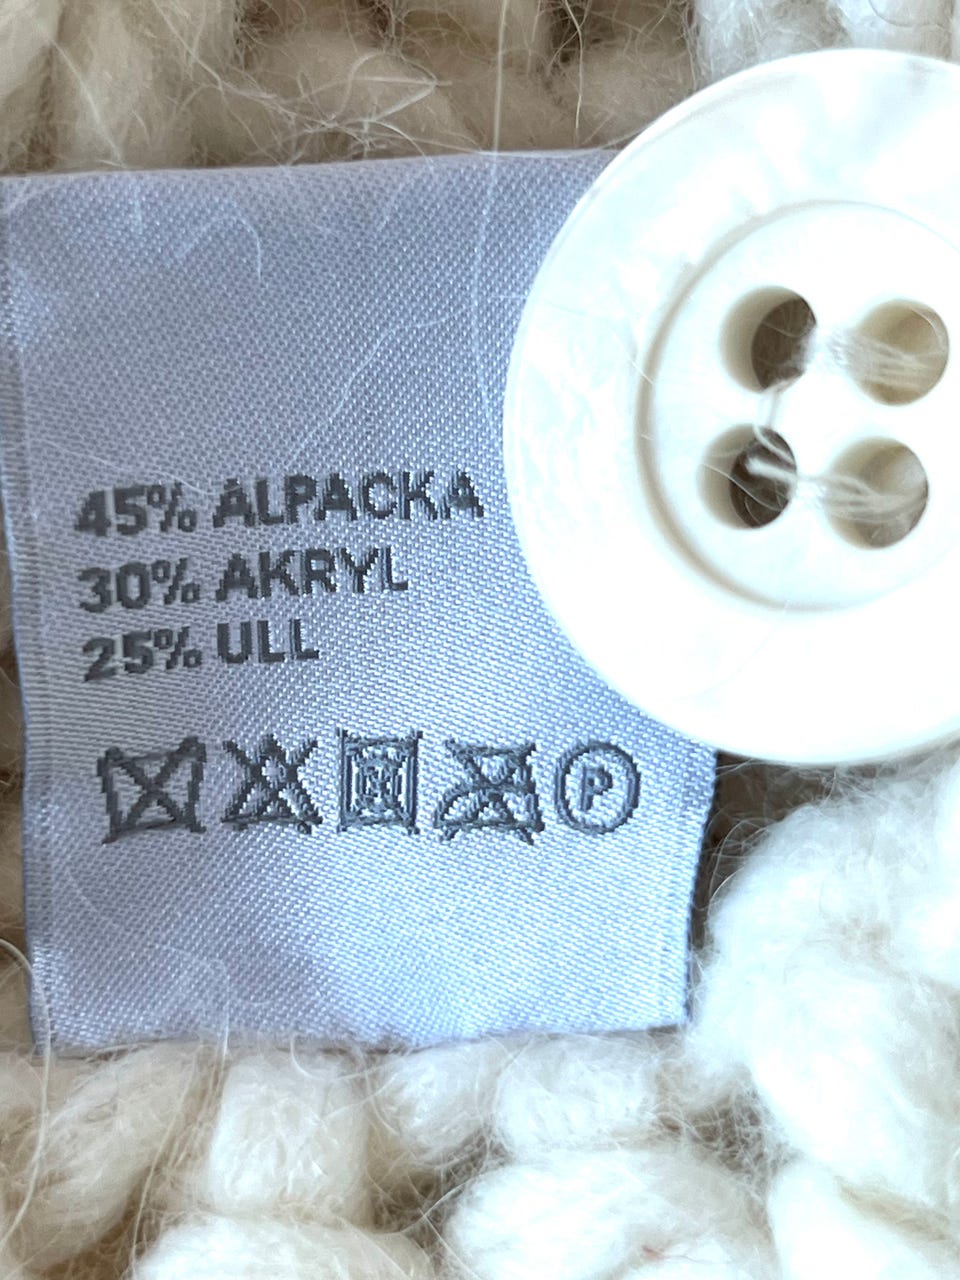 45% ALPACKA
30% AKRYL
25% ULL
P